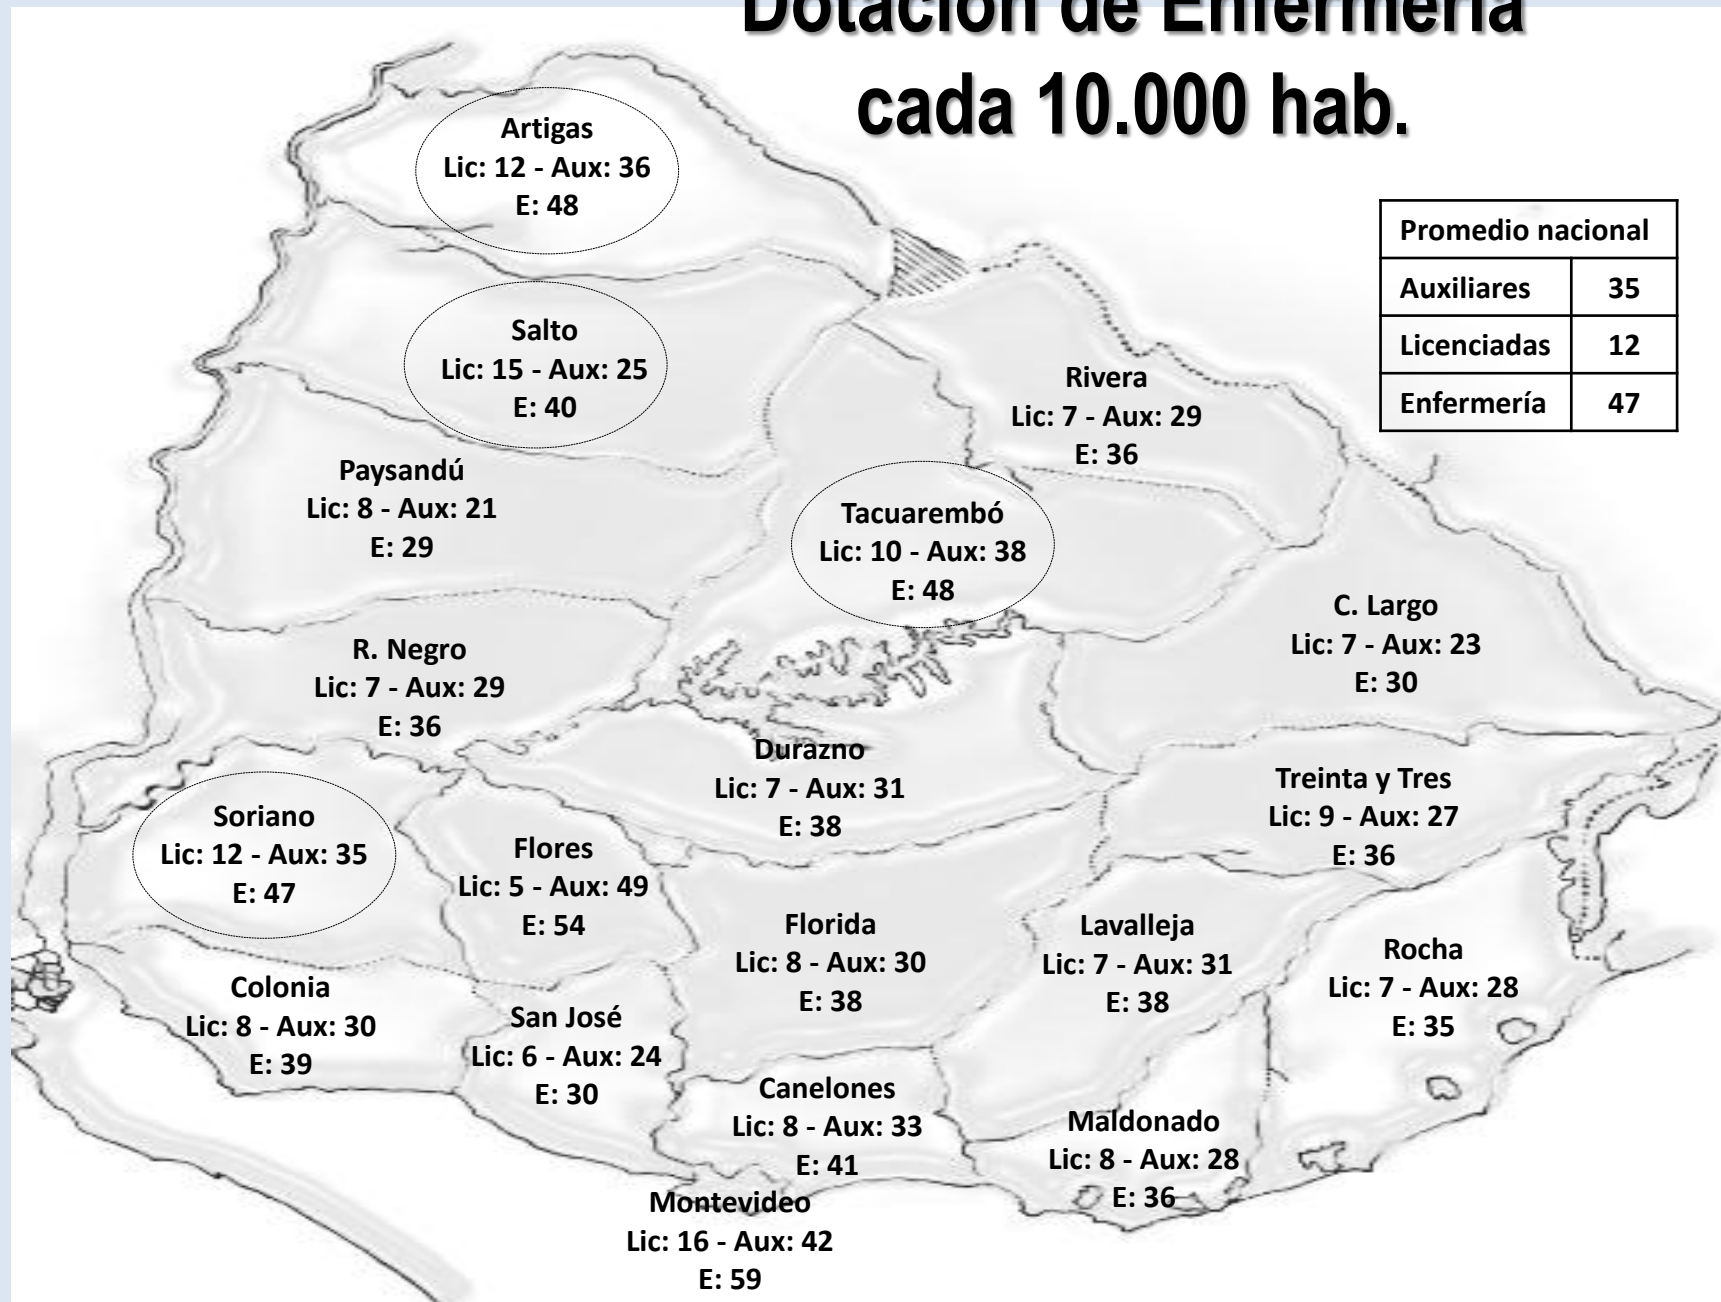 Dotación de Enfermería
cada 10.000 hab.
Artigas
Lic: 12 - Aux: 36
E: 48
Promedio nacional
Auxiliares 35
Licenciadas 12
Enfermería 47
Salto
Lic: 15 - Aux: 25
E: 40
Rivera
Lic: 7 - Aux: 29
E: 36
Paysandú
Lic: 8 - Aux: 21
E: 29
Tacuarembó
Lic: 10 - Aux: 38
E: 48
C. Largo
Lic: 7 - Aux: 23
E: 30
R. Negro
Lic: 7 - Aux: 29
E: 36
Durazno
Lic: 7 - Aux: 31
E: 38
Treinta y Tres
Lic: 9 - Aux: 27
E: 36
Soriano
Lic: 12 - Aux: 35
E: 47
Flores
Lic: 5 - Aux: 49
E: 54
Florida
Lic: 8 - Aux: 30
E: 38
Lavalleja
Lic: 7 - Aux: 31
E: 38
Rocha
Lic: 7 - Aux: 28
E: 35
Colonia
Lic: 8 - Aux: 30
E: 39
San José
Lic: 6 - Aux: 24
E: 30
Canelones
Lic: 8 - Aux: 33
E: 41
Maldonado
Lic: 8 - Aux: 28
E: 36
Montevideo
Lic: 16 - Aux: 42
E: 59